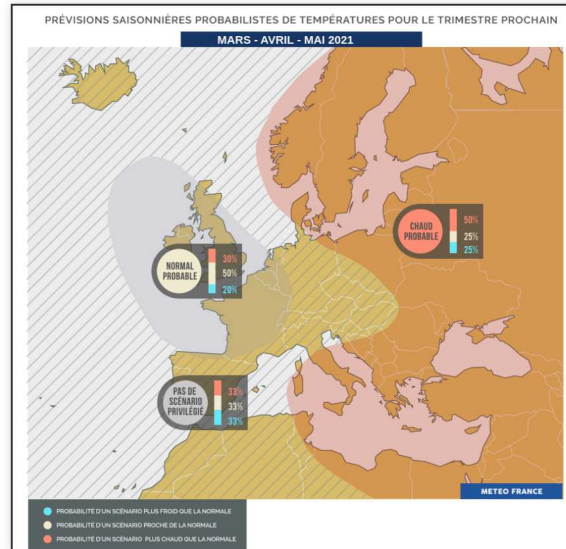 PRÉVISIONS SAISONNIÈRES PROBABILISTES DE TEMPÉRATURES POUR LE TRIMESTRE PROCHAIN
MARS - AVRIL - MAI 2021
CHAUD
PROBABLE
50%
25%
25%
NORMAL
PROBABLE
30%
50%
20%
PAS DE
SCÉNARIO
PRIVILÉGIÉ
33%
33%
33%
METEO FRANCE
PROBABILITÉ D'UN SCÉNARIO PLUS FROID QUE LA NORMALE
PROBABILITÉ D'UN SCÉNARIO PROCHE DE LA NORMALE
PROBABILITÉ D'UN SCÉNARIO PLUS CHAUD QUE LA NORMALE